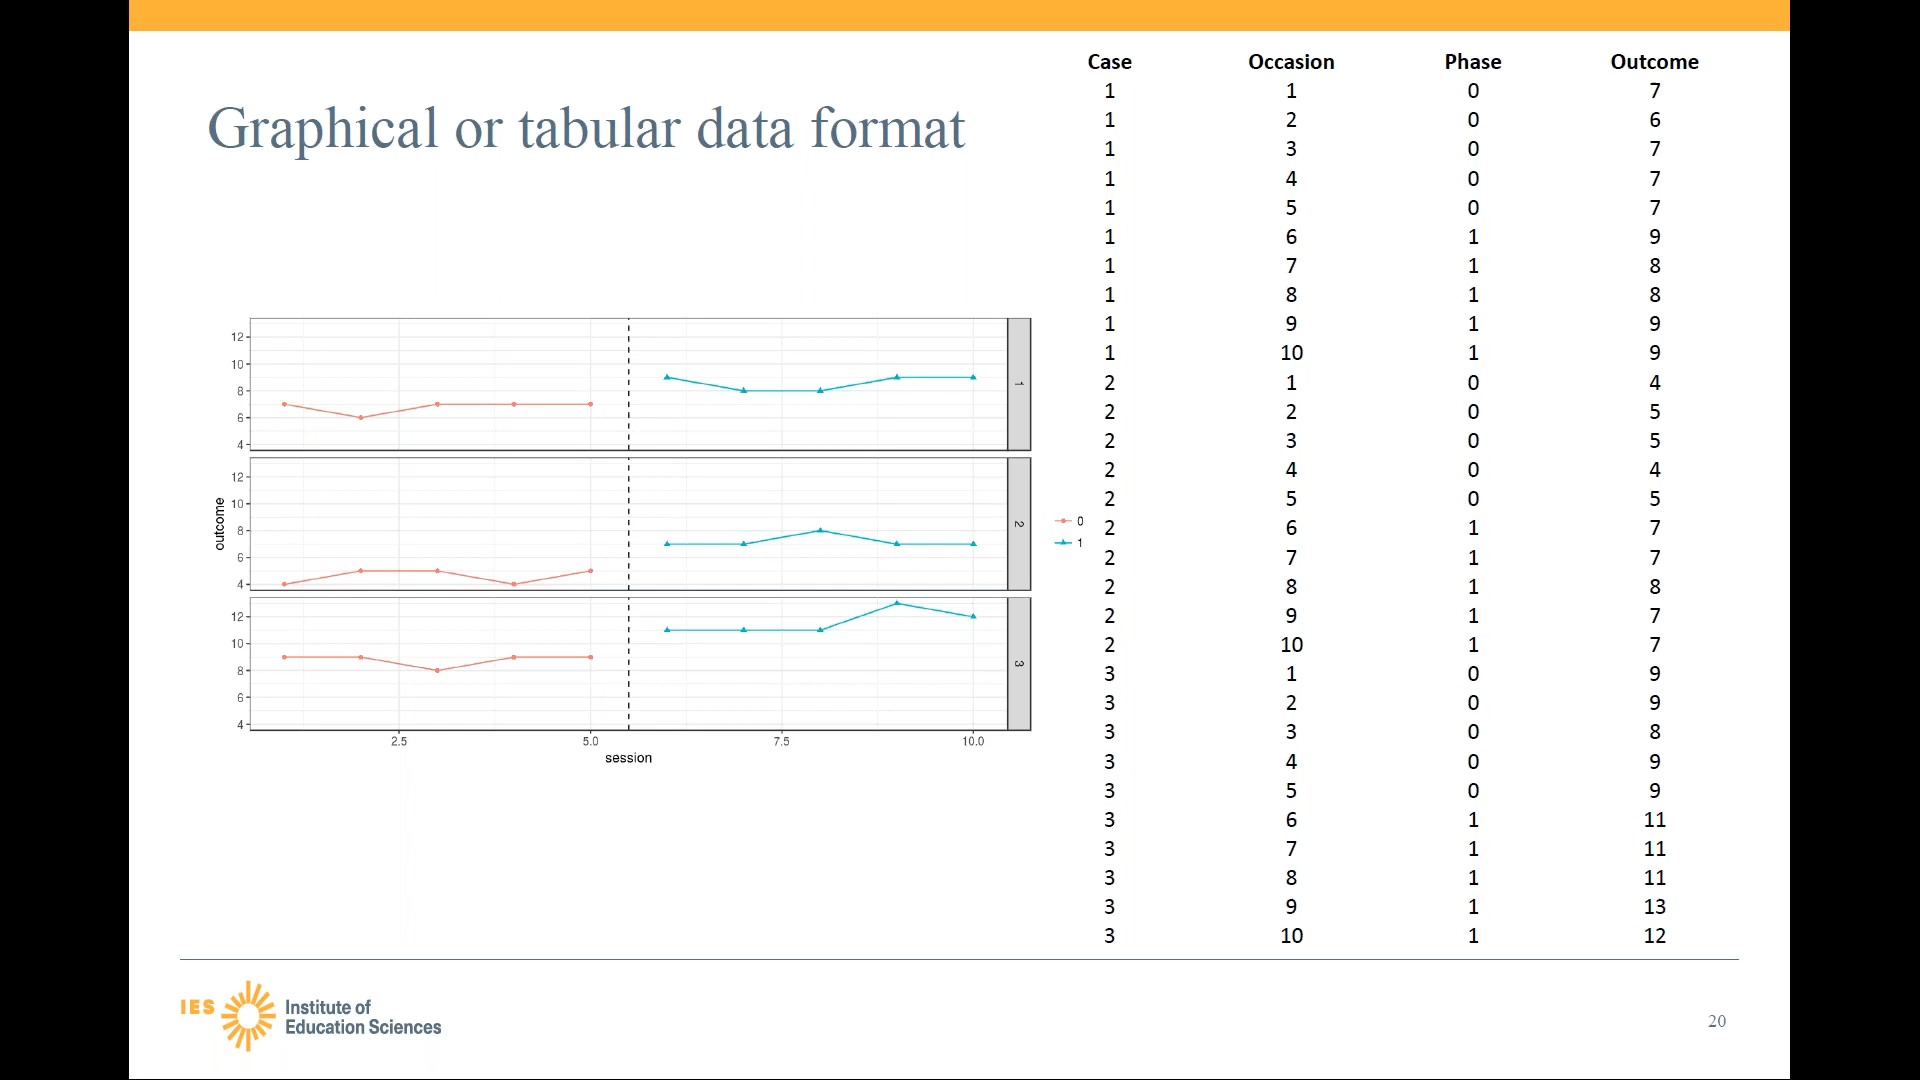 Graphical or tabular data format
Case Occasion Phase Outcome
1 1 0 7
1 2 0 6
1 3 0 7
1 4 0 7
1 5 0 7
1 6 1 9
1 7 1 8
1 8 1 8
1 9 1 9
1 10 1 9
2 1 0 4
2 2 0 5
2 3 0 5
2 4 0 4
2 5 0 5
2 6 1 7
2 7 1 7
2 8 1 8
2 9 1 7
2 10 1 7
3 1 0 9
3 2 0 9
3 3 0 8
3 4 0 9
3 5 0 9
3 6 1 11
3 7 1 11
3 8 1 11
3 9 1 13
3 10 1 12
outcome
12
10
8
6
4
1
12
10
8
6
4
2
12
10
8
6
4
3
2.5 5.0 7.5 10.0
session
0
1
IES Institute of
Education Sciences
20